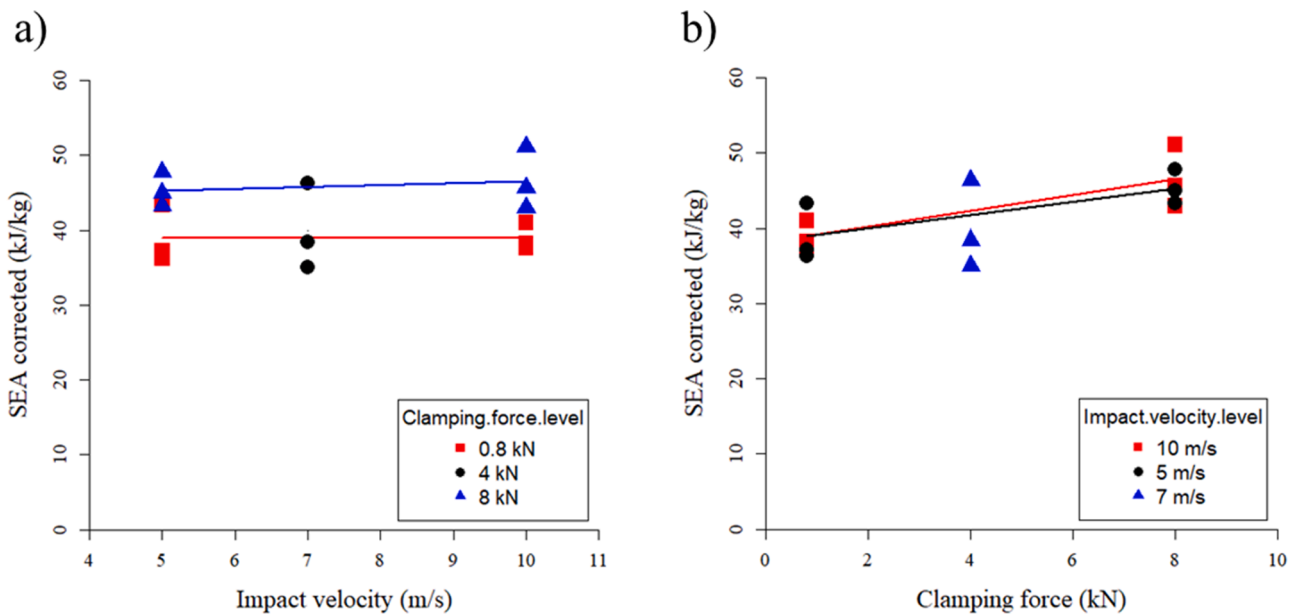 a)
SEA corrected (kJ/kg)
60
50
40
30
20
10
0
4 5 6 7 8 9 10 11
Impact velocity (m/s)
Clamping.force.level
0.8 kN
4 kN
8 kN
b)
SEA corrected (kJ/kg)
60
50
40
30
20
10
0
0 2 4 6 8 10
Clamping force (kN)
Impact.velocity.level
10 m/s
5 m/s
7 m/s